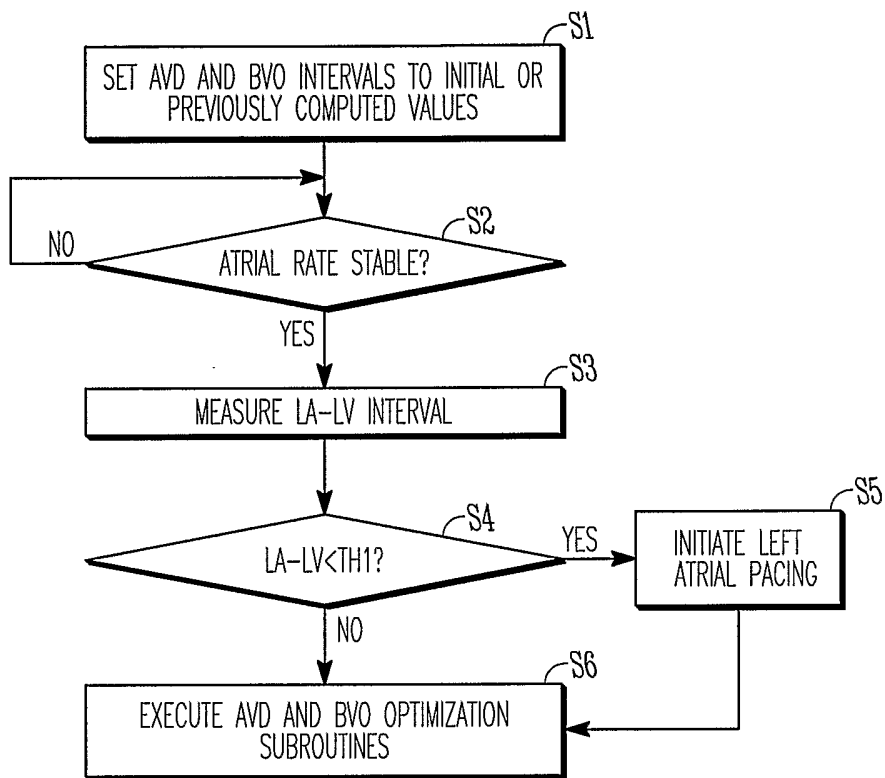 S1
SET AVD AND BVO INTERVALS TO INITIAL OR
PREVIOUSLY COMPUTED VALUES
S2
NO
ATRIAL RATE STABLE?
YES
S3
MEASURE LA-LV INTERVAL
S4
LA-LV<TH1?
YES
S5
INITIATE LEFT
ATRIAL PACING
NO
S6
EXECUTE AVD AND BVO OPTIMIZATION
SUBROUTINES